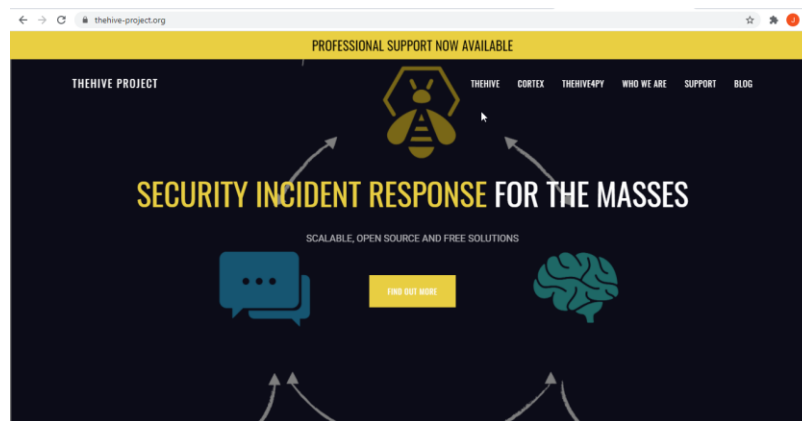 thehive-project.org
PROFESSIONAL SUPPORT NOW AVAILABLE
THEHIVE PROJECT
THEHIVE CORTEX THEHIVE4PY WHO WE ARE SUPPORT BLOG
SECURITY INCIDENT RESPONSE FOR THE MASSES
SCALABLE, OPEN SOURCE AND FREE SOLUTIONS
FIND OUT MORE